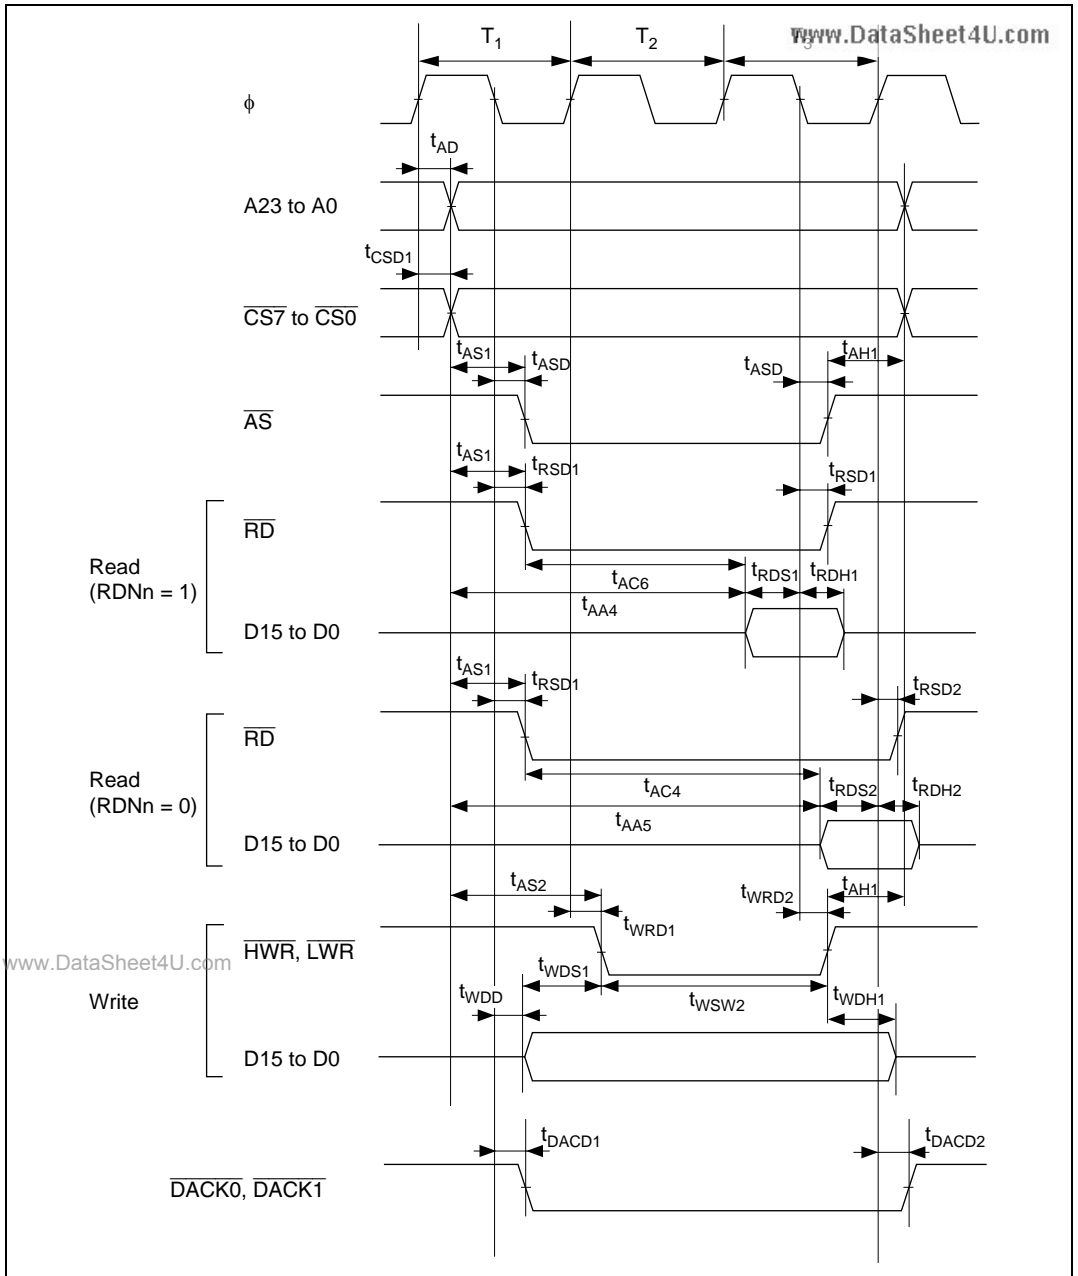 T1 T2 www.DataSheet4U.com
φ
tAD
A23 to A0
tCSD1
CS7 to CS0
tAS1 tASD tASD tAH1
AS
tAS1 tRSD1 tRSD1
RD
Read
(RDNn = 1)
tAC6 tRDS1 tRDH1
tAA4
D15 to D0
tAS1 tRSD1 tRSD2
RD
Read
(RDNn = 0)
tAC4 tRDS2 tRDH2
tAA5
D15 to D0
tAS2 tWRD2 tAH1
tWRD1
HWR, LWR
www.DataSheet4U.com
Write
tWDD tWDS1 tWSW2 tWDH1
D15 to D0
tDACD1 tDACD2
DACK0, DACK1